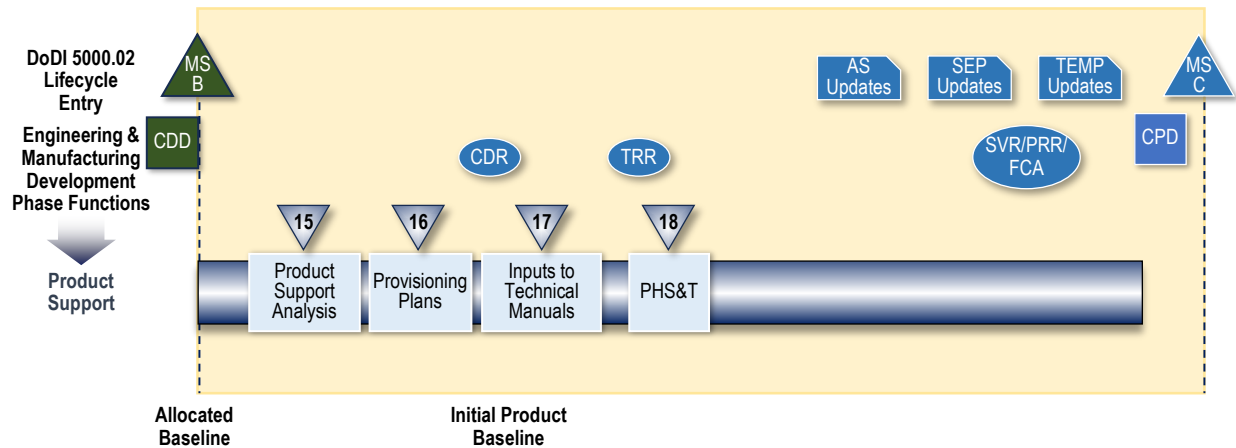 DoDI 5000.02
Lifecycle
Entry
MS
B
AS
Updates
SEP
Updates
TEMP
Updates
MS
C
Engineering &
Manufacturing
Development
Phase Functions
CDD
CDR
TRR
SVR/PRR/
FCA
CPD
15
16
17
18
Product
Support
Product
Support
Analysis
Provisioning
Plans
Inputs to
Technical
Manuals
PHS&T
Allocated
Baseline
Initial Product
Baseline